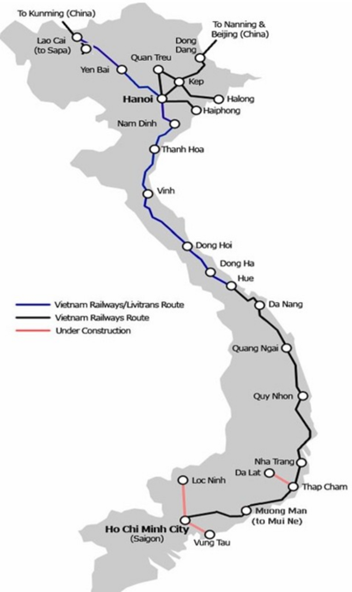 To Kunming (China)
To Nanning &
Beijing (China)
Lao Cai
(to Sapa)
Dong
Dang
Quan Treu
Yen Bai
Kep
Hanoi
Halong
Haiphong
Nam Dinh
Thanh Hoa
Vinh
Dong Hoi
Dong Ha
Hue
Vietnam Railways/Livitrans Route
Vietnam Railways Route
Under Construction
Da Nang
Quang Ngai
Quy Nhon
Nha Trang
Da Lat
Loc Ninh
Thap Cham
Muong Man
(to Mui Ne)
Ho Chi Minh City
(Saigon)
Vung Tau